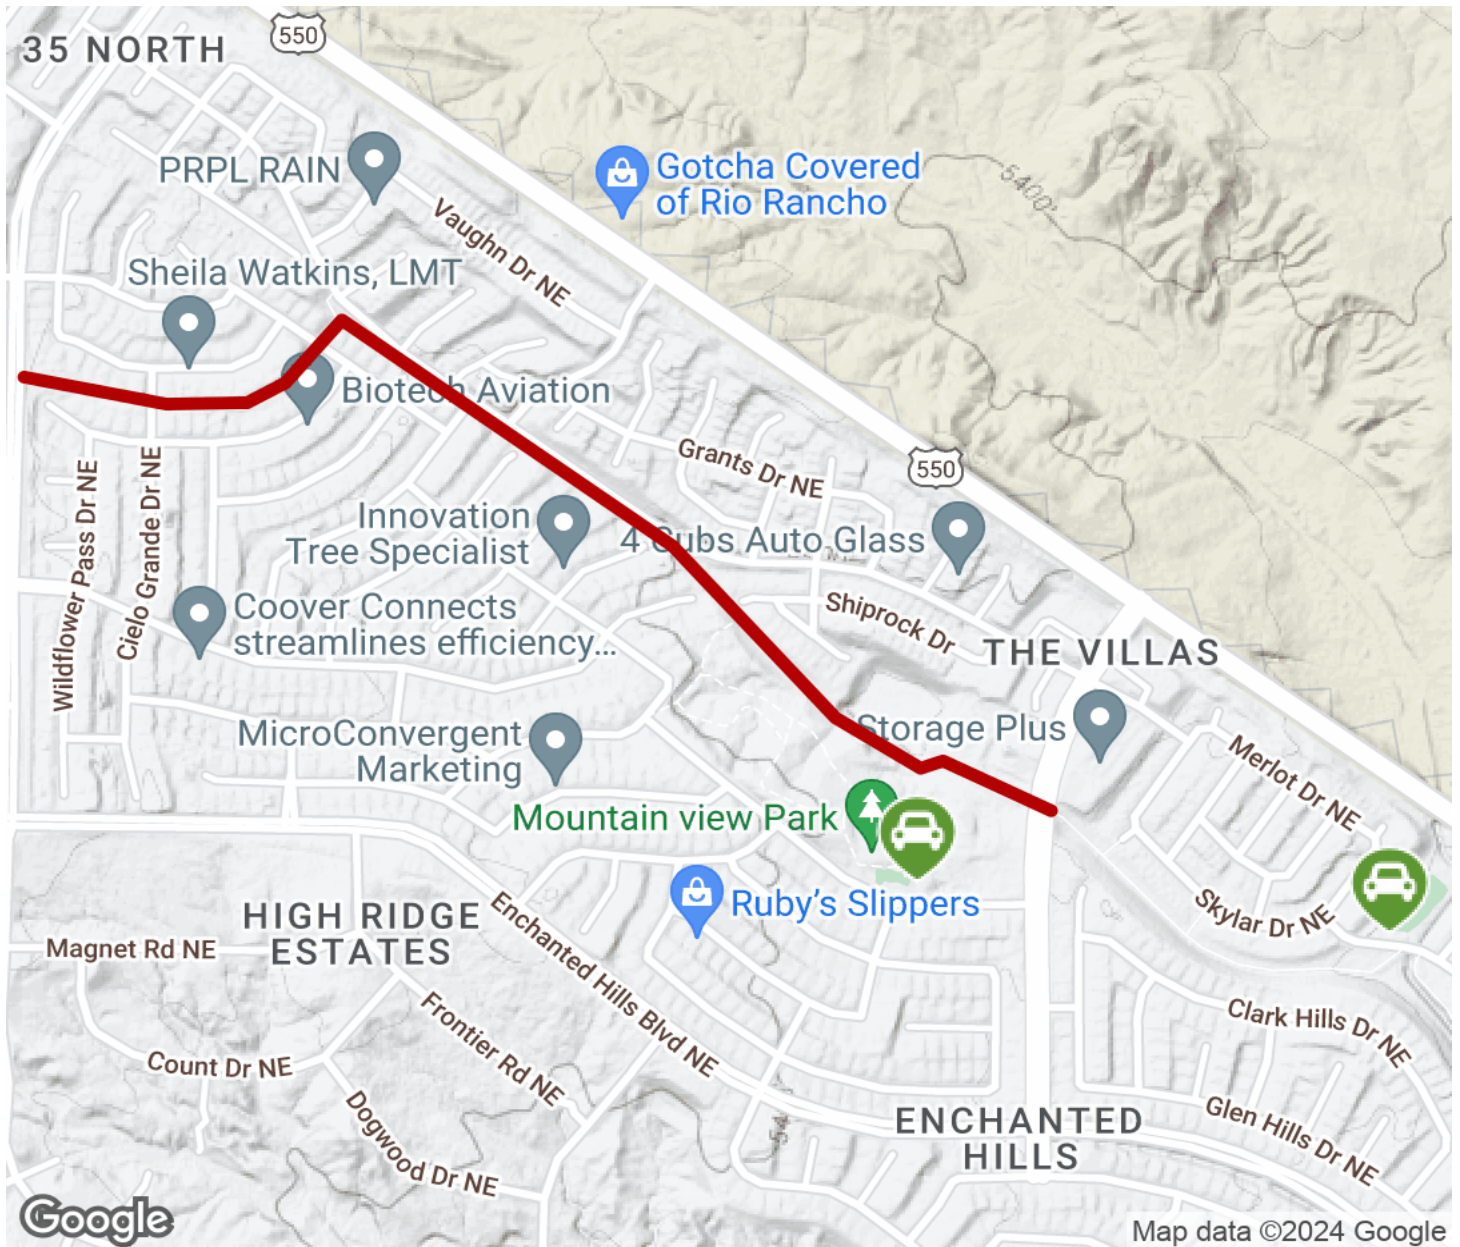 35 NORTH
550
PRPL RAIN
Gotcha Covered
of Rio Rancho
5400'
Vaughn Dr NE
Sheila Watkins, LMT
Biotech Aviation
Grants Dr NE
550
Wildflower Pass Dr NE
Cielo Grande Dr NE
Innovation
Tree Specialist
4 Cubs Auto Glass
Coover Connects
streamlines efficiency...
Shiprock Dr
THE VILLAS
MicroConvergent
Marketing
Storage Plus
Merlot Dr NE
Mountain view Park
Ruby's Slippers
Skylar Dr NE
HIGH RIDGE
ESTATES
Magnet Rd NE
Enchanted Hills Blvd NE
Frontier Rd NE
Clark Hills Dr NE
Count Dr NE
Dogwood Dr NE
54
ENCHANTED
HILLS
Glen Hills Dr NE
Google
Map data ©2024 Google